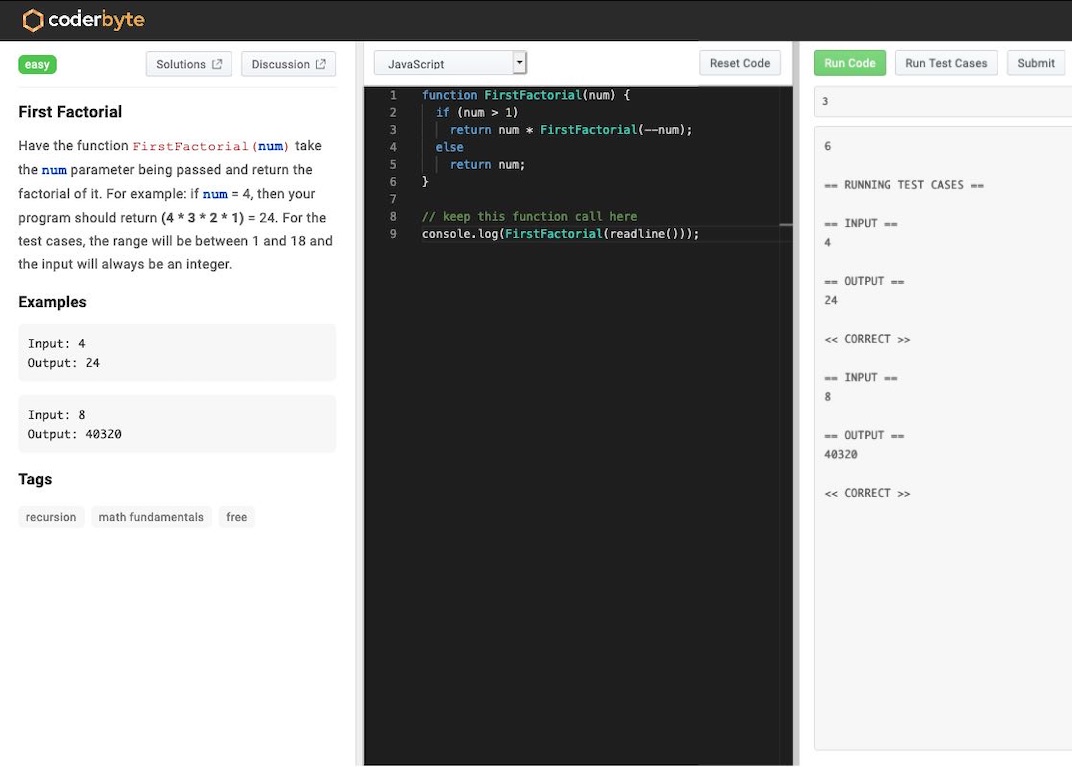 coderbyte
easy
Solutions
Discussion
First Factorial
Have the function FirstFactorial(num) take
the num parameter being passed and return the
factorial of it. For example: if num = 4, then your
program should return (4 * 3 * 2 * 1) = 24. For the
test cases, the range will be between 1 and 18 and
the input will always be an integer.
Examples
Input: 4
Output: 24
Input: 8
Output: 40320
Tags
recursion math fundamentals free
JavaScript
Reset Code
1 function FirstFactorial(num) {
2 if (num > 1)
3 return num * FirstFactorial(--num);
4 else
5 return num;
6 }
7
8 // keep this function call here
9 console.log(FirstFactorial(readline()));
Run Code Run Test Cases Submit
3
6
== RUNNING TEST CASES ==
== INPUT ==
4
== OUTPUT ==
24
<< CORRECT >>
== INPUT ==
8
== OUTPUT ==
40320
<< CORRECT >>